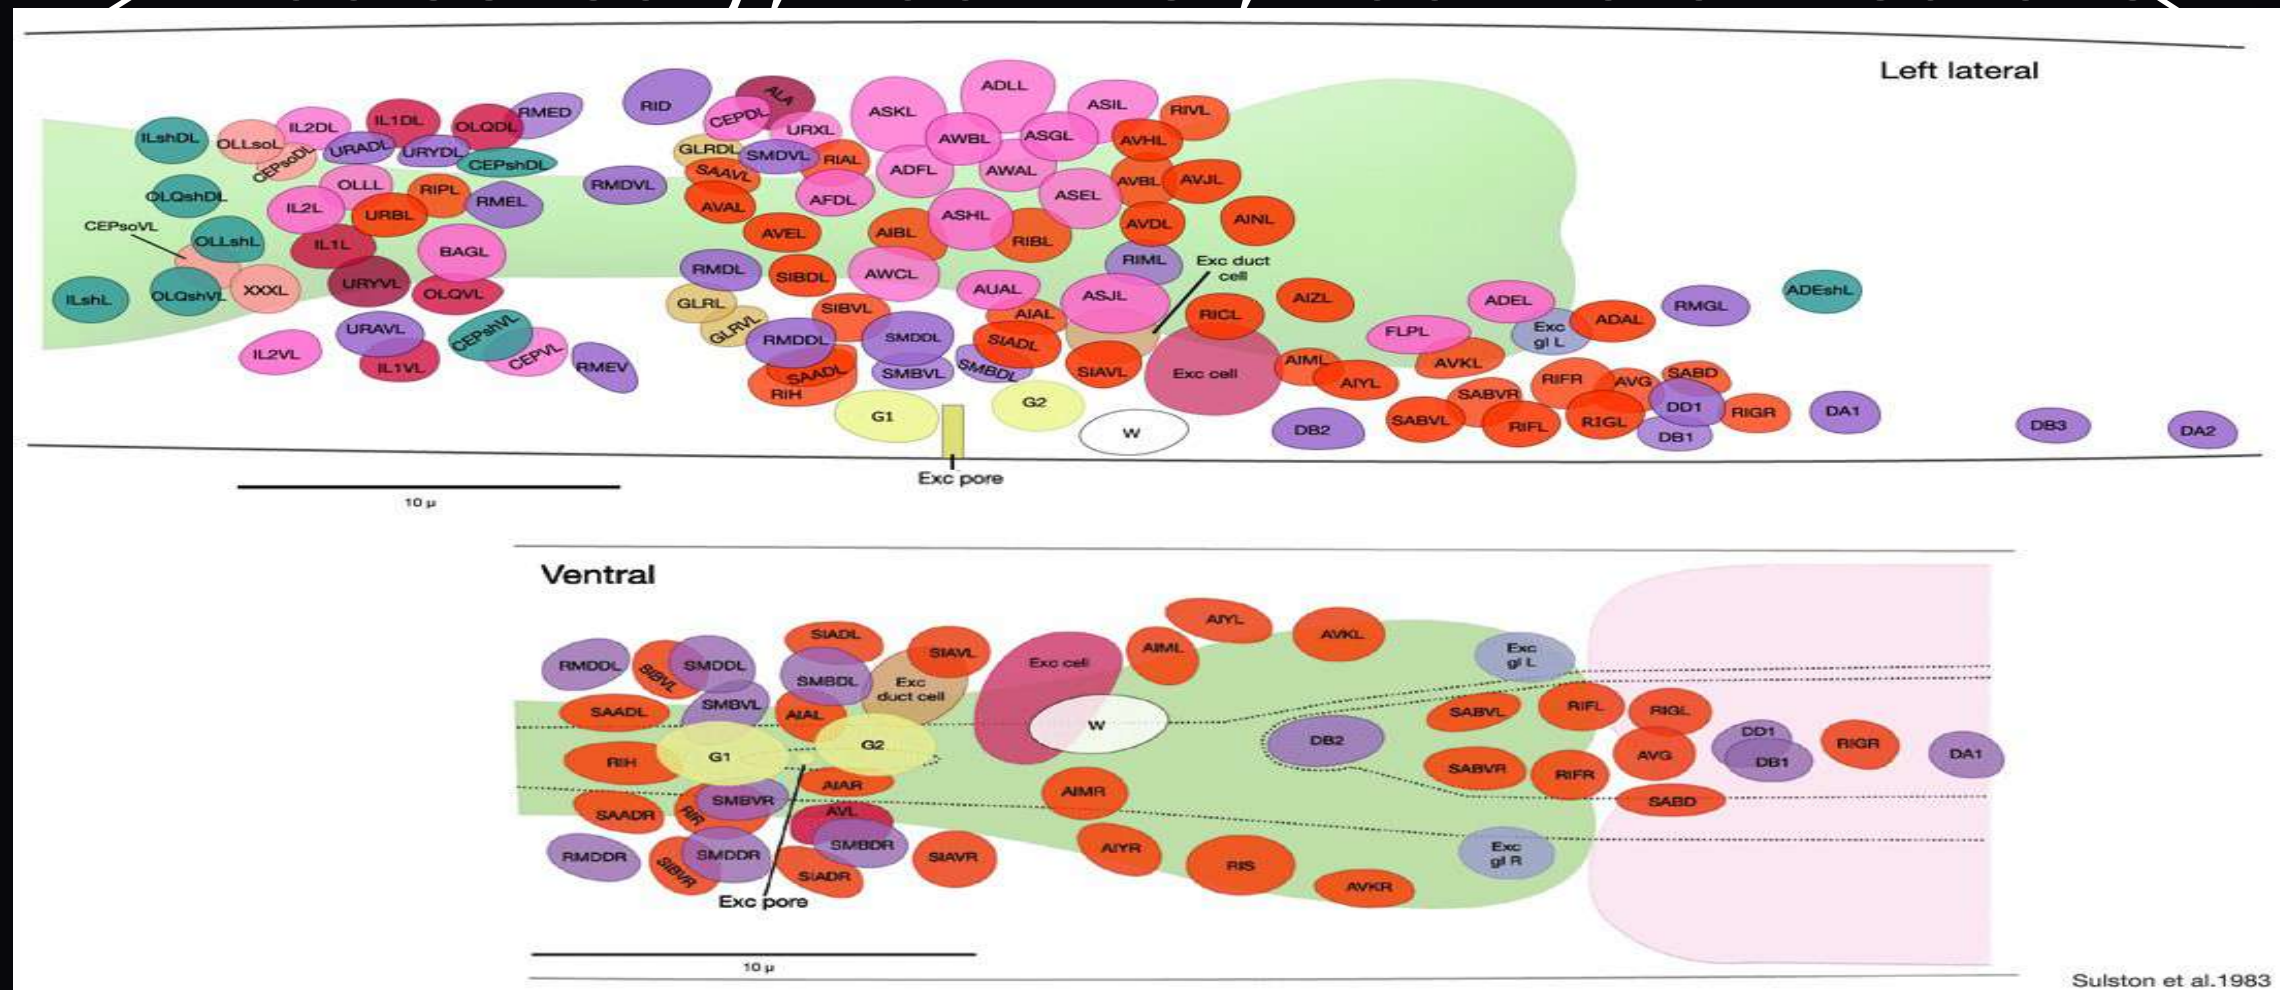 Left lateral
ILshDL
OLLsoL
CEPsoDL
IL2DL
IL1DL
OLQDL
RMED
URADL
URYDL
CEPshDL
OLQshDL
OLLL
RIPL
RMEL
IL2L
URBL
CEPsoVL
OLLshL
IL1L
BAGL
ILshL
OLQshVL
XXXL
URYVL
OLQVL
IL2VL
URAVL
IL1VL
CEPshVL
CEPVL
RMEV
RID
ALA
CEPDL
URXL
GLRDL
SMDVL
RIAL
SAAVL
RMDVL
AVAL
AFDL
AVEL
ASKL
ADLL
ASIL
RIVL
AWBL
ASGL
AVHL
ADFL
AWAL
ASEL
AVBL
AVJL
ASHL
AIBL
RIBL
AVDL
AINL
RMDL
SIBDL
AWCL
RIML
Exc duct
cell
GLRL
GLRVL
SIBVL
AUAL
ASJL
AIAL
RICL
AIZL
RMDDL
SMDDL
SIADL
SAADL
SMBVL
SMBDL
SIAVL
Exc cell
AIML
AIYL
RIH
G1
G2
W
Exc pore
DB2
FLPL
ADEL
Exc
gl L
ADAL
RMGL
ADEshL
AVKL
SABVR
RIFR
AVG
SABD
SABVL
RIFL
RIGL
DD1
DB1
RIGR
DA1
DB3
DA2
10 µ
Ventral
RMDDL
SIBVL
SMDDL
SIADL
SIAVL
SMBDL
Exc
duct cell
SAADL
SMBVL
AIAL
RIH
G1
G2
AIAR
SAADR
RIR
SMBVR
AVL
SMBDR
RMDDR
SIBVR
SMDDR
SIADR
SIAVR
Exc pore
Exc cell
W
AIML
AIYL
AVKL
Exc
gl L
DB2
SABVL
RIFL
RIGL
SABVR
RIFR
AVG
DD1
DB1
RIGR
DA1
SABD
AIMR
AIYR
RIS
AVKR
Exc
gl R
10 µ
Sulston et al.1983